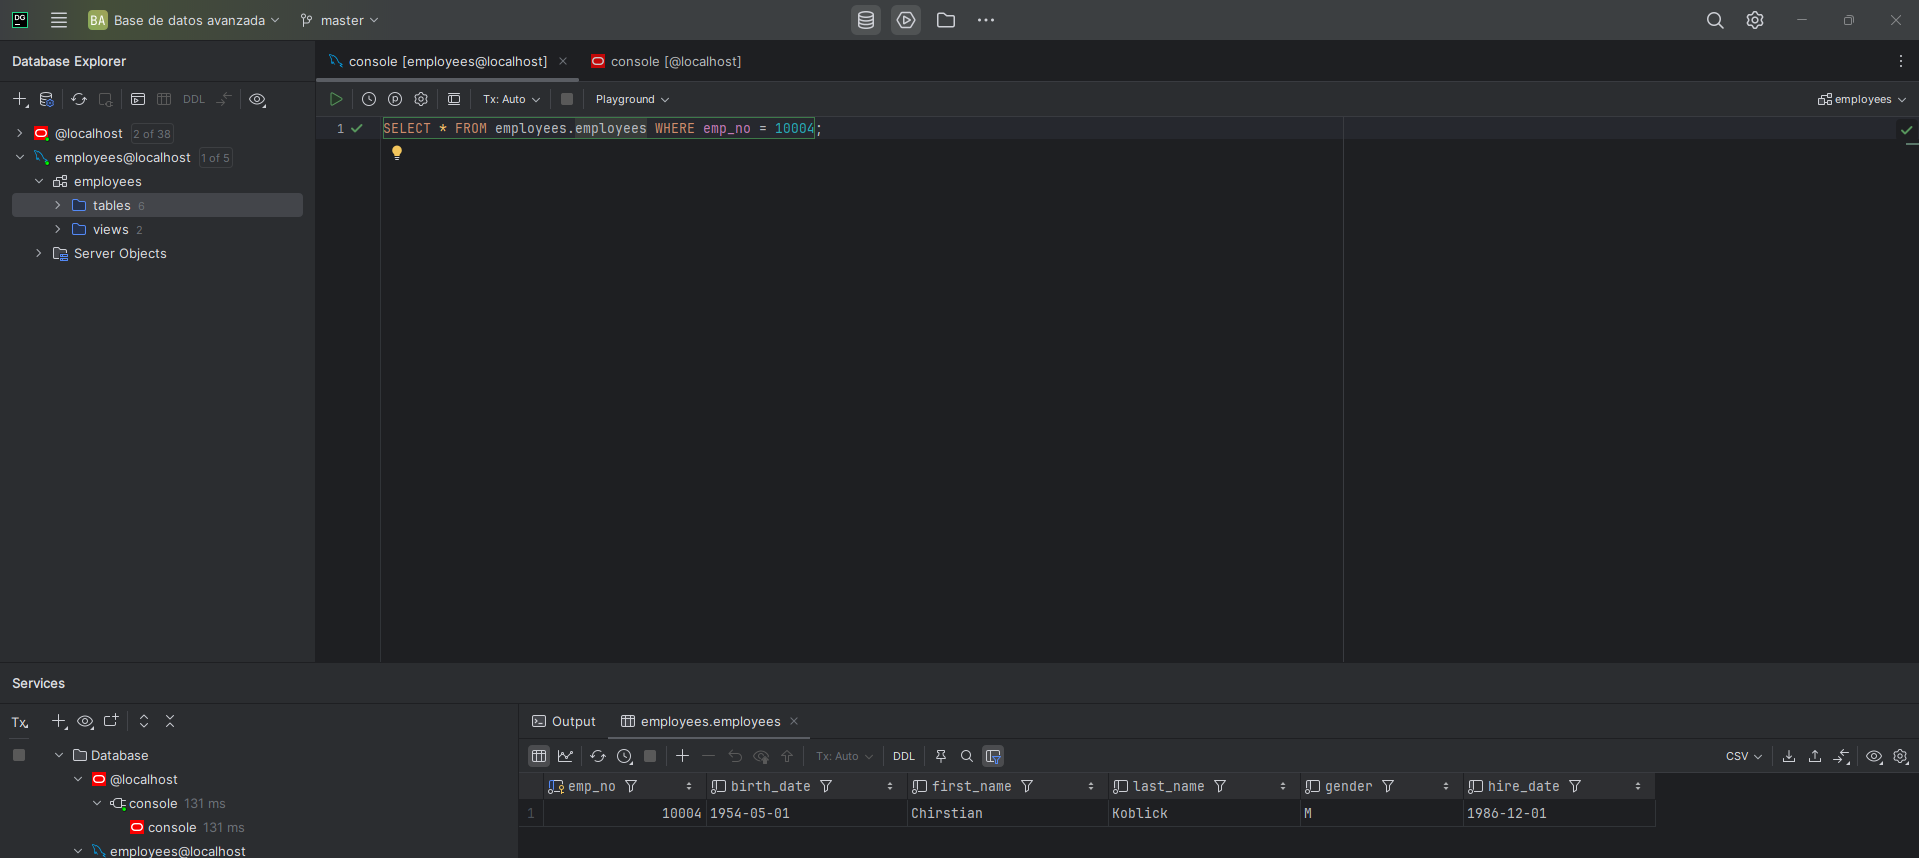 DG
BA Base de datos avanzada master
Database Explorer
console [employees@localhost]
console [@localhost]
DDL
Tx: Auto
Playground
employees
@localhost 2 of 38
employees@localhost 1 of 5
employees
tables 6
views 2
Server Objects
1
SELECT * FROM employees.employees WHERE emp_no = 10004;
Services
Tx
Database
@localhost
console 131 ms
console 131 ms
employees@localhost
Output
employees.employees
Tx: Auto
DDL
CSV
emp_no birth_date first_name last_name gender hire_date
1 10004 1954-05-01 Chirstian Koblick M 1986-12-01